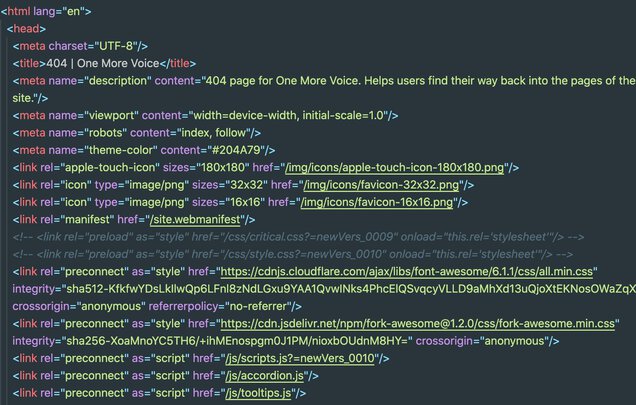 <html lang="en">
<head>
<meta charset="UTF-8"/>
<title>404 | One More Voice</title>
<meta name="description" content="404 page for One More Voice. Helps users find their way back into the pages of the
site."/>
<meta name="viewport" content="width=device-width, initial-scale=1.0"/>
<meta name="robots" content="index, follow"/>
<meta name="theme-color" content="#204A79"/>
<link rel="apple-touch-icon" sizes="180x180" href="/img/icons/apple-touch-icon-180x180.png"/>
<link rel="icon" type="image/png" sizes="32x32" href="/img/icons/favicon-32x32.png"/>
<link rel="icon" type="image/png" sizes="16x16" href="/img/icons/favicon-16x16.png"/>
<link rel="manifest" href="/site.webmanifest"/>
<!-- <link rel="preload" as="style" href="/css/critical.css?=newVers_0009" onload="this.rel='stylesheet'"/> -->
<!-- <link rel="preload" as="style" href="/css/style.css?=newVers_0010" onload="this.rel='stylesheet'"/> -->
<link rel="preconnect" as="style" href="https://cdnjs.cloudflare.com/ajax/libs/font-awesome/6.1.1/css/all.min.css"
integrity="sha512-KfkfwYDsLkIlwQp6LFnl8zNdLGxu9YAA1QvwINks4PhcElQSvqcyVLLD9aMhXd13uQjoXtEKNosOWaZqX
crossorigin="anonymous" referrerpolicy="no-referrer"/>
<link rel="preconnect" as="style" href="https://cdn.jsdelivr.net/npm/fork-awesome@1.2.0/css/fork-awesome.min.css"
integrity="sha256-XoaMnoYC5TH6/+ihMEnospgm0J1PM/nioxbOUdnM8HY=" crossorigin="anonymous"/>
<link rel="preconnect" as="script" href="/js/scripts.js?=newVers_0010"/>
<link rel="preconnect" as="script" href="/js/accordion.js"/>
<link rel="preconnect" as="script" href="/js/tooltips.js"/>